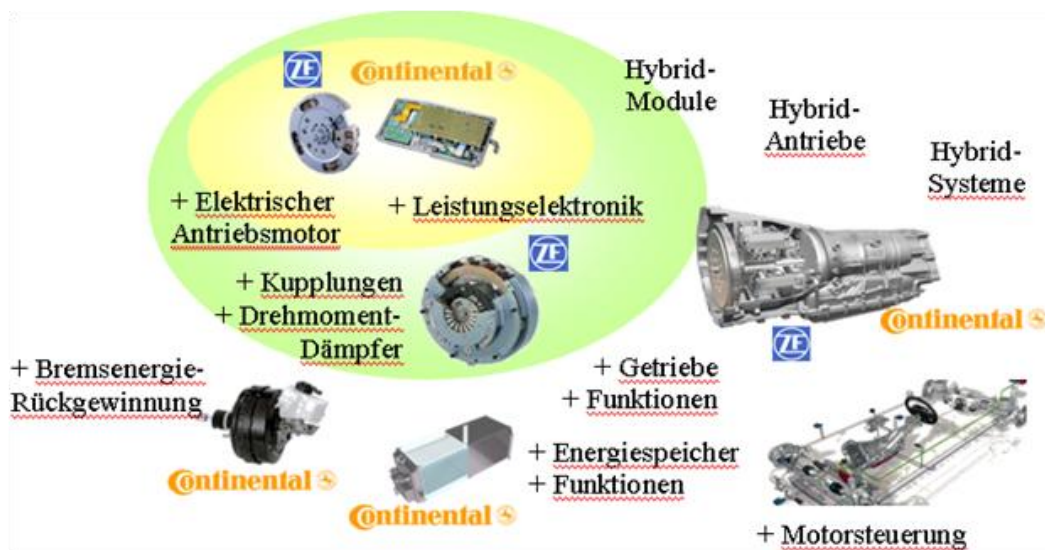 ZF
Continental
Hybrid-
Module
Hybrid-
Antriebe
Hybrid-
Systeme
+ Elektrischer
Antriebsmotor
+ Leistungselektronik
ZF
+ Kupplungen
+ Drehmoment-
Dämpfer
ZF
Continental
+ Bremsenergie-
Rückgewinnung
Continental
+ Getriebe
+ Funktionen
Continental
+ Energiespeicher
+ Funktionen
+ Motorsteuerung